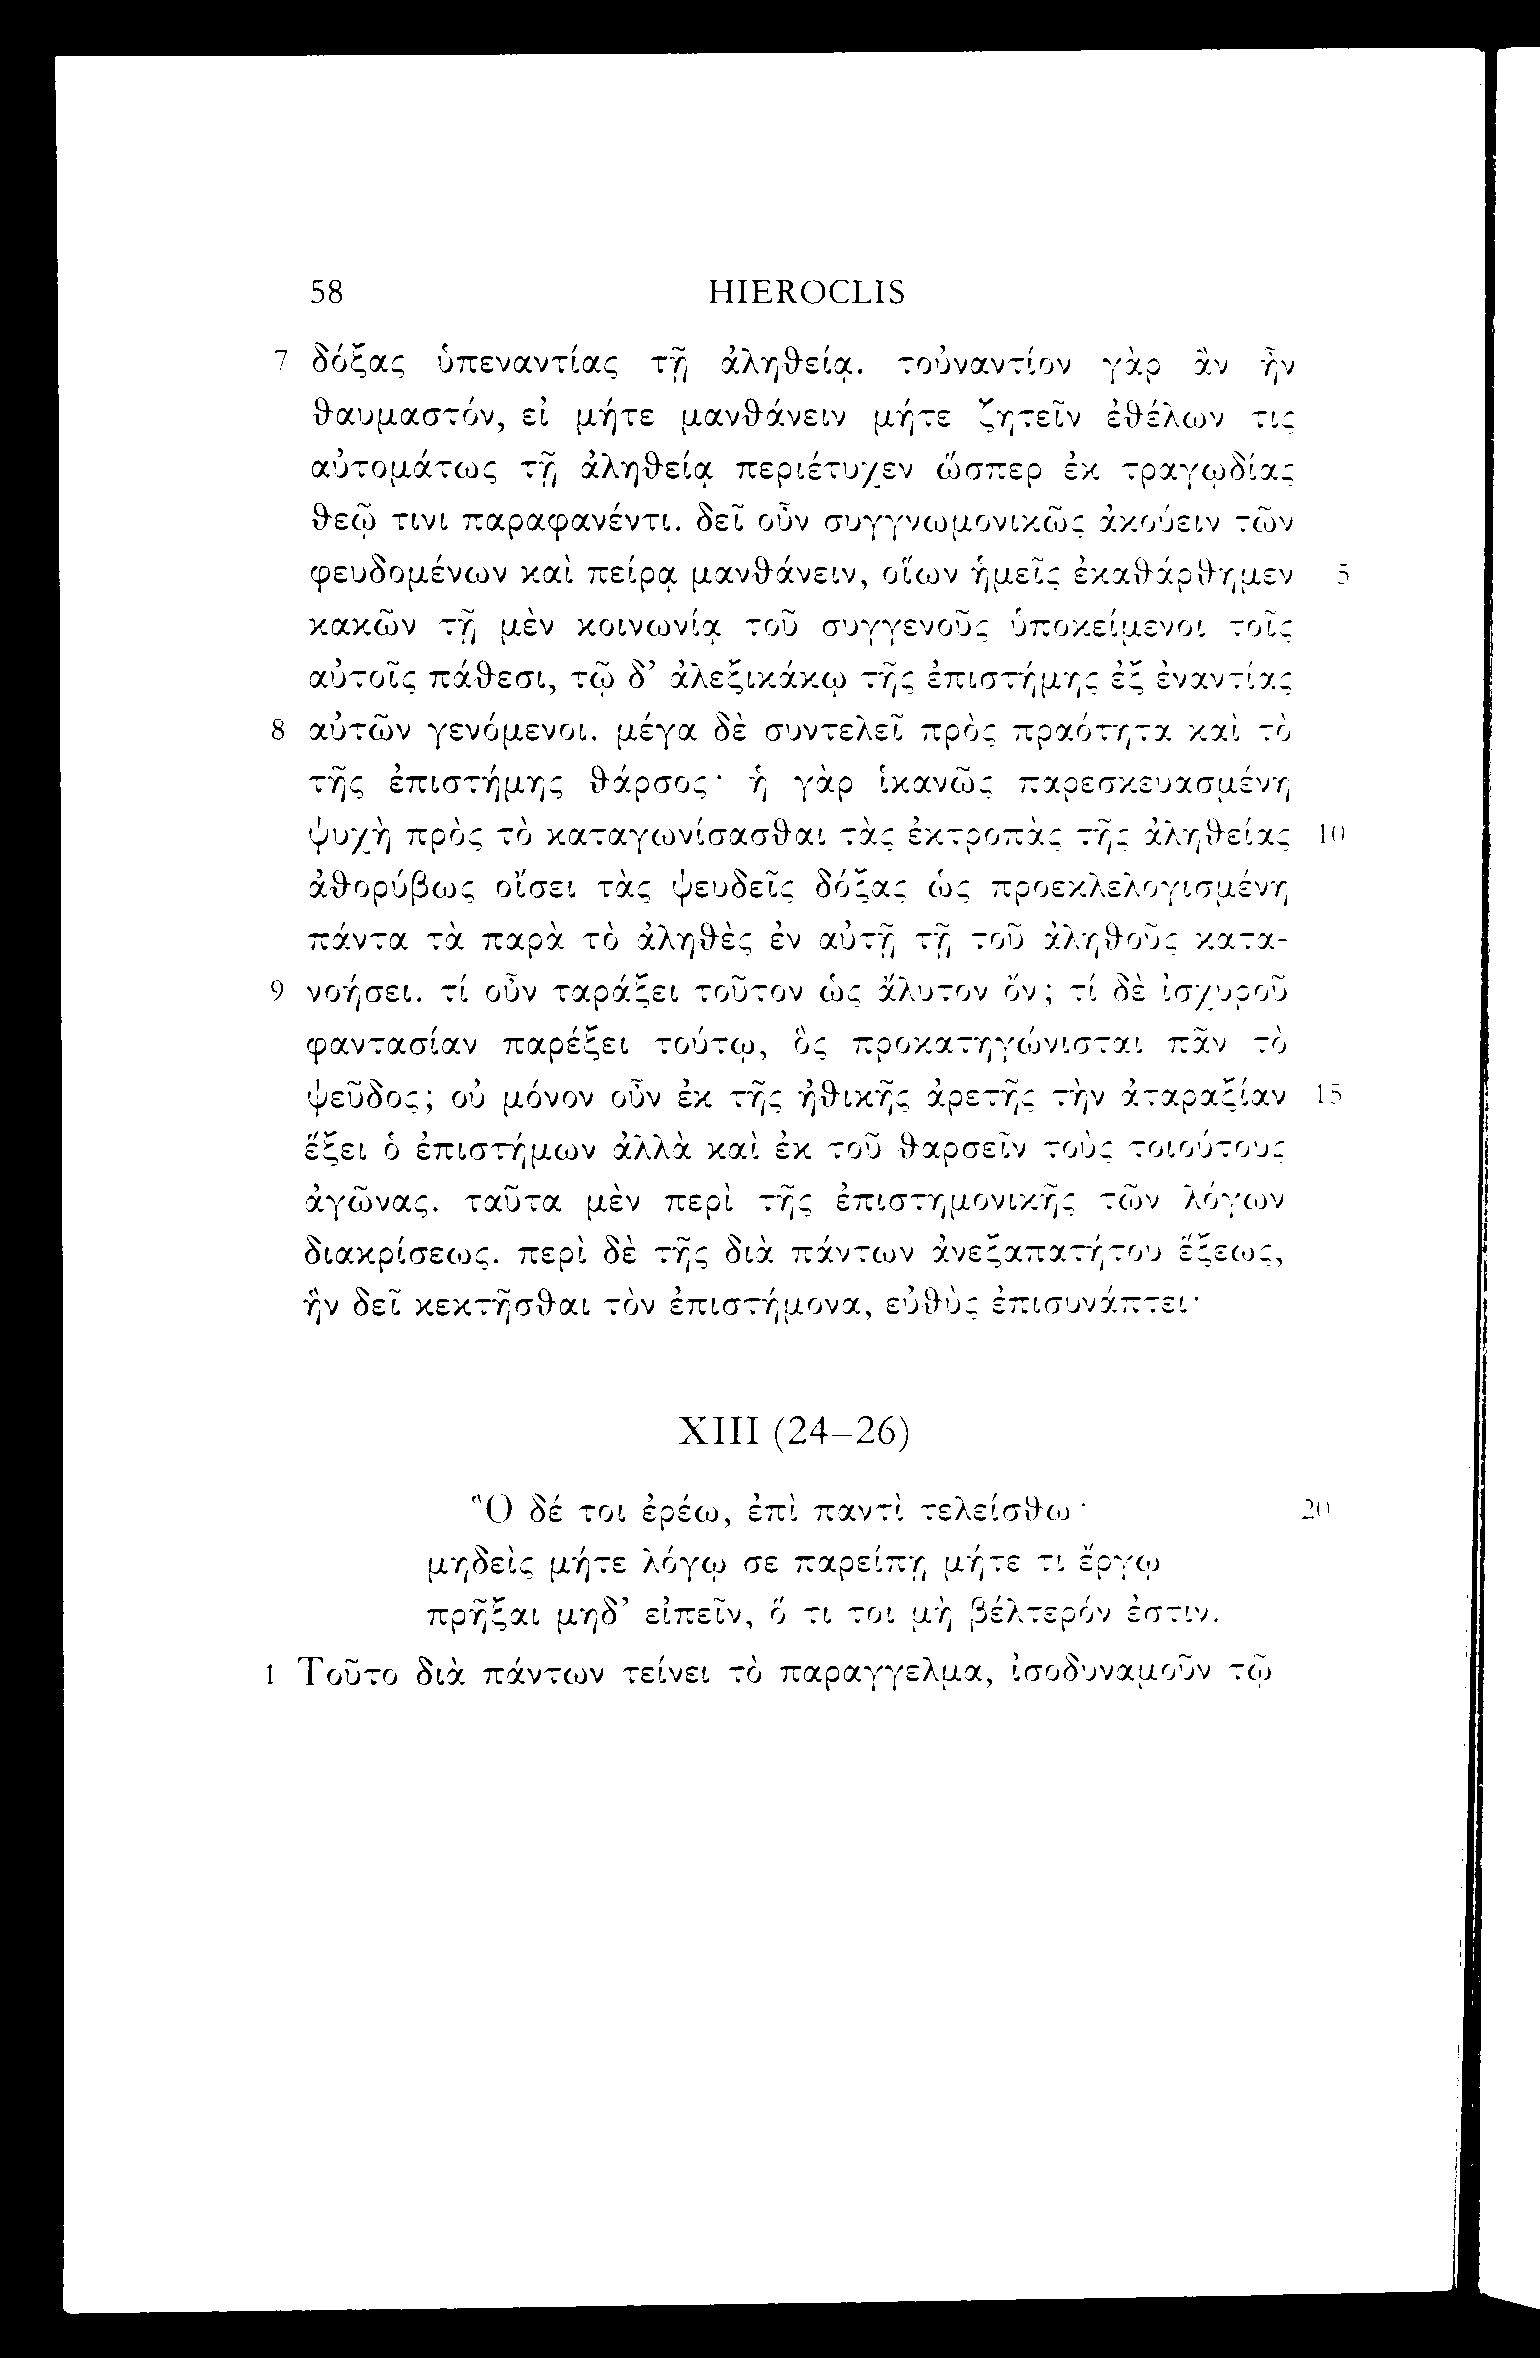 58 HIEROCLIS
7 δόξας ὑπεναντίας τῇ ἀληθείᾳ. τοὐναντίον γὰρ ἂν ἦν
θαυμαστόν, εἰ μήτε μανθάνειν μήτε ζητεῖν ἐθέλων τις
αὐτομάτως τῇ ἀληθείᾳ περιέτυχεν ὥσπερ ἐκ τραγῳδίας
θεῷ τινι παραφανέντι. δεῖ οὖν συγγνωμονικῶς ἀκούειν τῶν
φευδομένων καὶ πείρᾳ μανθάνειν, οἵων ἡμεῖς ἐκαθάρθημεν 5
κακῶν τῇ μὲν κοινωνίᾳ τοῦ συγγενοῦς ὑποκείμενοι τοῖς
αὐτοῖς πάθεσι, τῷ δ’ ἀλεξικάκῳ τῆς ἐπιστήμης ἐξ ἐναντίας
8 αὐτῶν γενόμενοι. μέγα δὲ συντελεῖ πρὸς πραότητα καὶ τὸ
τῆς ἐπιστήμης θάρσος· ἡ γὰρ ἱκανῶς παρεσκευασμένη
ψυχὴ πρὸς τὸ καταγωνίσασθαι τὰς ἐκτροπὰς τῆς ἀληθείας 10
ἀθορύβως οἴσει τὰς ψευδεῖς δόξας ὡς προεκλελογισμένη
πάντα τὰ παρὰ τὸ ἀληθὲς ἐν αὐτῇ τῇ τοῦ ἀληθοῦς κατα-
9 νοήσει. τί οὖν ταράξει τοῦτον ὡς ἄλυτον ὄν; τί δὲ ἰσχυροῦ
φαντασίαν παρέξει τούτῳ, ὃς προκατηγώνισται πᾶν τὸ
ψεῦδος; οὐ μόνον οὖν ἐκ τῆς ἠθικῆς ἀρετῆς τὴν ἀταραξίαν 15
ἕξει ὁ ἐπιστήμων ἀλλὰ καὶ ἐκ τοῦ θαρσεῖν τοὺς τοιούτους
ἀγῶνας. ταῦτα μὲν περὶ τῆς ἐπιστημονικῆς τῶν λόγων
διακρίσεως. περὶ δὲ τῆς διὰ πάντων ἀνεξαπατήτου ἕξεως,
ἣν δεῖ κεκτῆσθαι τὸν ἐπιστήμονα, εὐθὺς ἐπισυνάπτει·
XIII (24–26)
Ὃ δέ τοι ἐρέω, ἐπὶ παντὶ τελείσθω· 20
μηδεὶς μήτε λόγῳ σε παρείπῃ μήτε τι ἔργῳ
πρῆξαι μηδ’ εἰπεῖν, ὅ τι τοι μὴ βέλτερόν ἐστιν.
1 Τοῦτο διὰ πάντων τείνει τὸ παραγγελμα, ἰσοδυναμοῦν τῷ